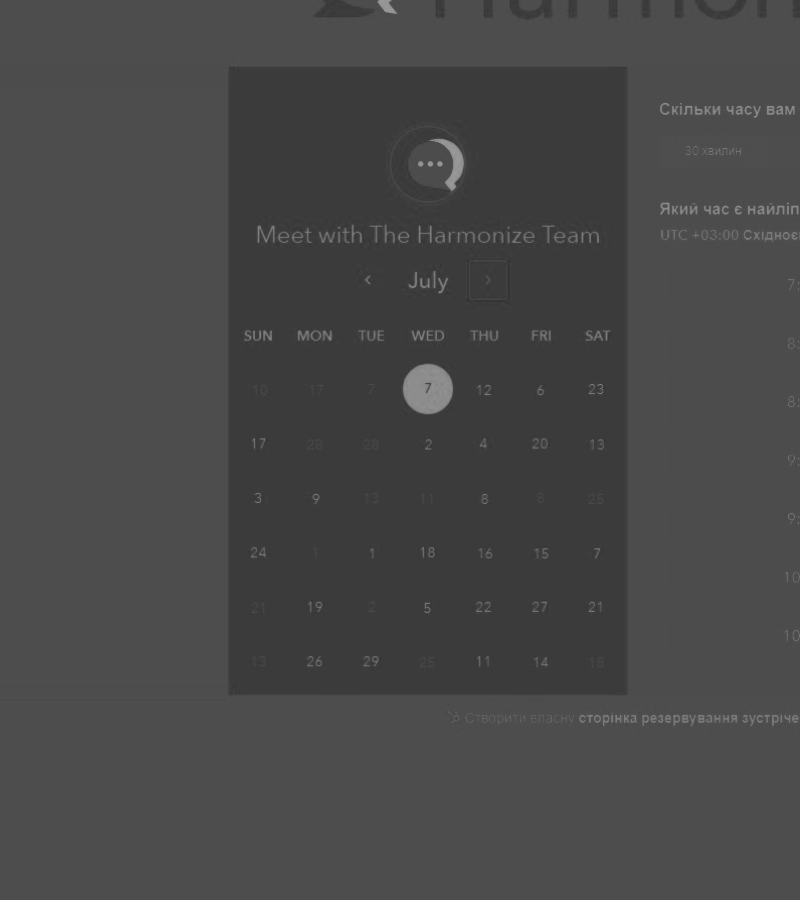 Harmon
Скільки часу вам
30 хвилин
Meet with The Harmonize Team
Який час є найліп
UTC +03:00 Східноє
July
7:
SUN MON TUE WED THU FRI SAT
8:
10 17 7 7 12 6 23
8:
17 28 28 2 4 20 13
9:
3 9 13 11 8 8 25
9:
24 1 1 18 16 15 7
10
21 19 2 5 22 27 21
10
13 26 29 25 11 14 18
Створити власну сторінка резервування зустріче